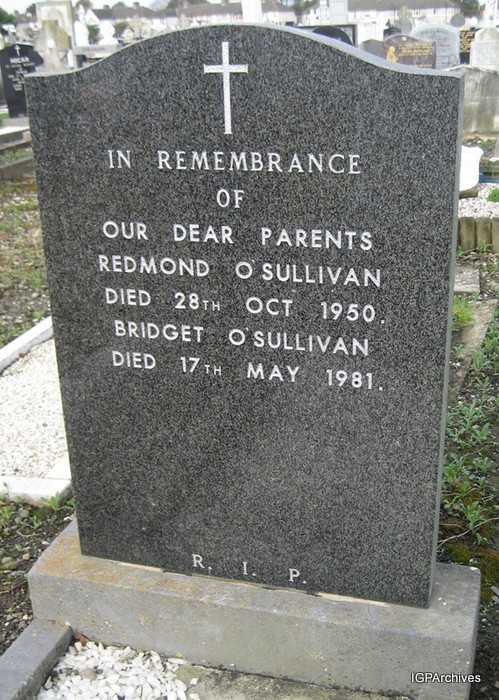 HOGAN
IN REMEMBRANCE
OF
OUR DEAR PARENTS
REDMOND O'SULLIVAN
DIED 28TH OCT 1950.
BRIDGET O'SULLIVAN
DIED 17TH MAY 1981.
R. I. P.
IGPArchives